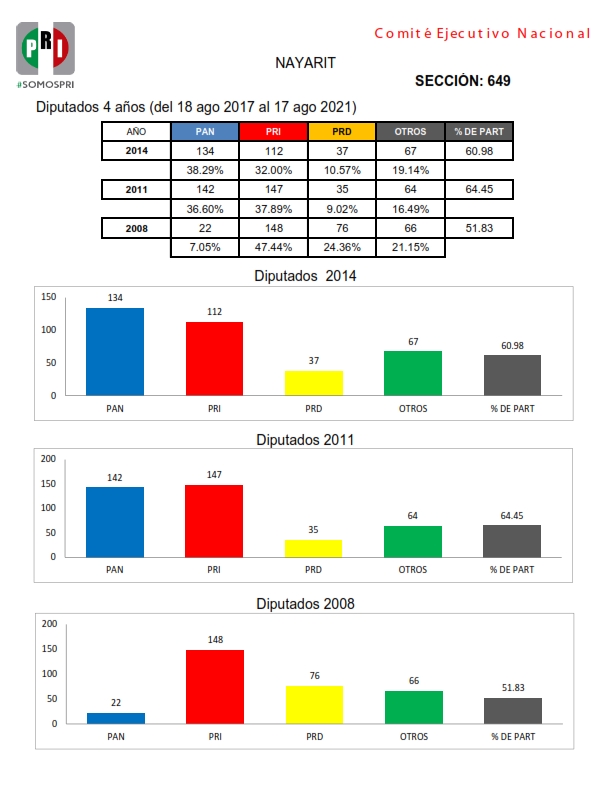 PRI
#SOMOSPRI
Comité Ejecutivo Nacional
NAYARIT
SECCIÓN: 649
Diputados 4 años (del 18 ago 2017 al 17 ago 2021)
AÑO PAN PRI PRD OTROS % DE PART
2014 134 112 37 67 60.98
38.29% 32.00% 10.57% 19.14%
2011 142 147 35 64 64.45
36.60% 37.89% 9.02% 16.49%
2008 22 148 76 66 51.83
7.05% 47.44% 24.36% 21.15%
Diputados 2014
150
100
50
0
134
112
37
67
60.98
PAN PRI PRD OTROS % DE PART
Diputados 2011
200
150
100
50
0
142
147
35
64
64.45
PAN PRI PRD OTROS % DE PART
Diputados 2008
200
150
100
50
0
22
148
76
66
51.83
PAN PRI PRD OTROS % DE PART